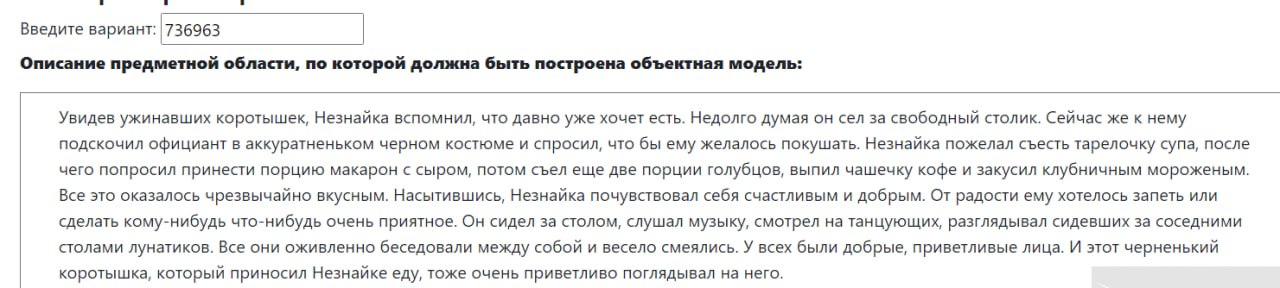 Введите вариант: 736963
Описание предметной области, по которой должна быть построена объектная модель:
Увидев ужинавших коротышек, Незнайка вспомнил, что давно уже хочет есть. Недолго думая он сел за свободный столик. Сейчас же к нему
подскочил официант в аккуратненьком черном костюме и спросил, что бы ему желалось покушать. Незнайка пожелал съесть тарелочку супа, после
чего попросил принести порцию макарон с сыром, потом съел еще две порции голубцов, выпил чашечку кофе и закусил клубничным мороженым.
Все это оказалось чрезвычайно вкусным. Насытившись, Незнайка почувствовал себя счастливым и добрым. От радости ему хотелось запеть или
сделать кому-нибудь что-нибудь очень приятное. Он сидел за столом, слушал музыку, смотрел на танцующих, разглядывал сидевших за соседними
столами лунатиков. Все они оживленно беседовали между собой и весело смеялись. У всех были добрые, приветливые лица. И этот черненький
коротышка, который приносил Незнайке еду, тоже очень приветливо поглядывал на него.